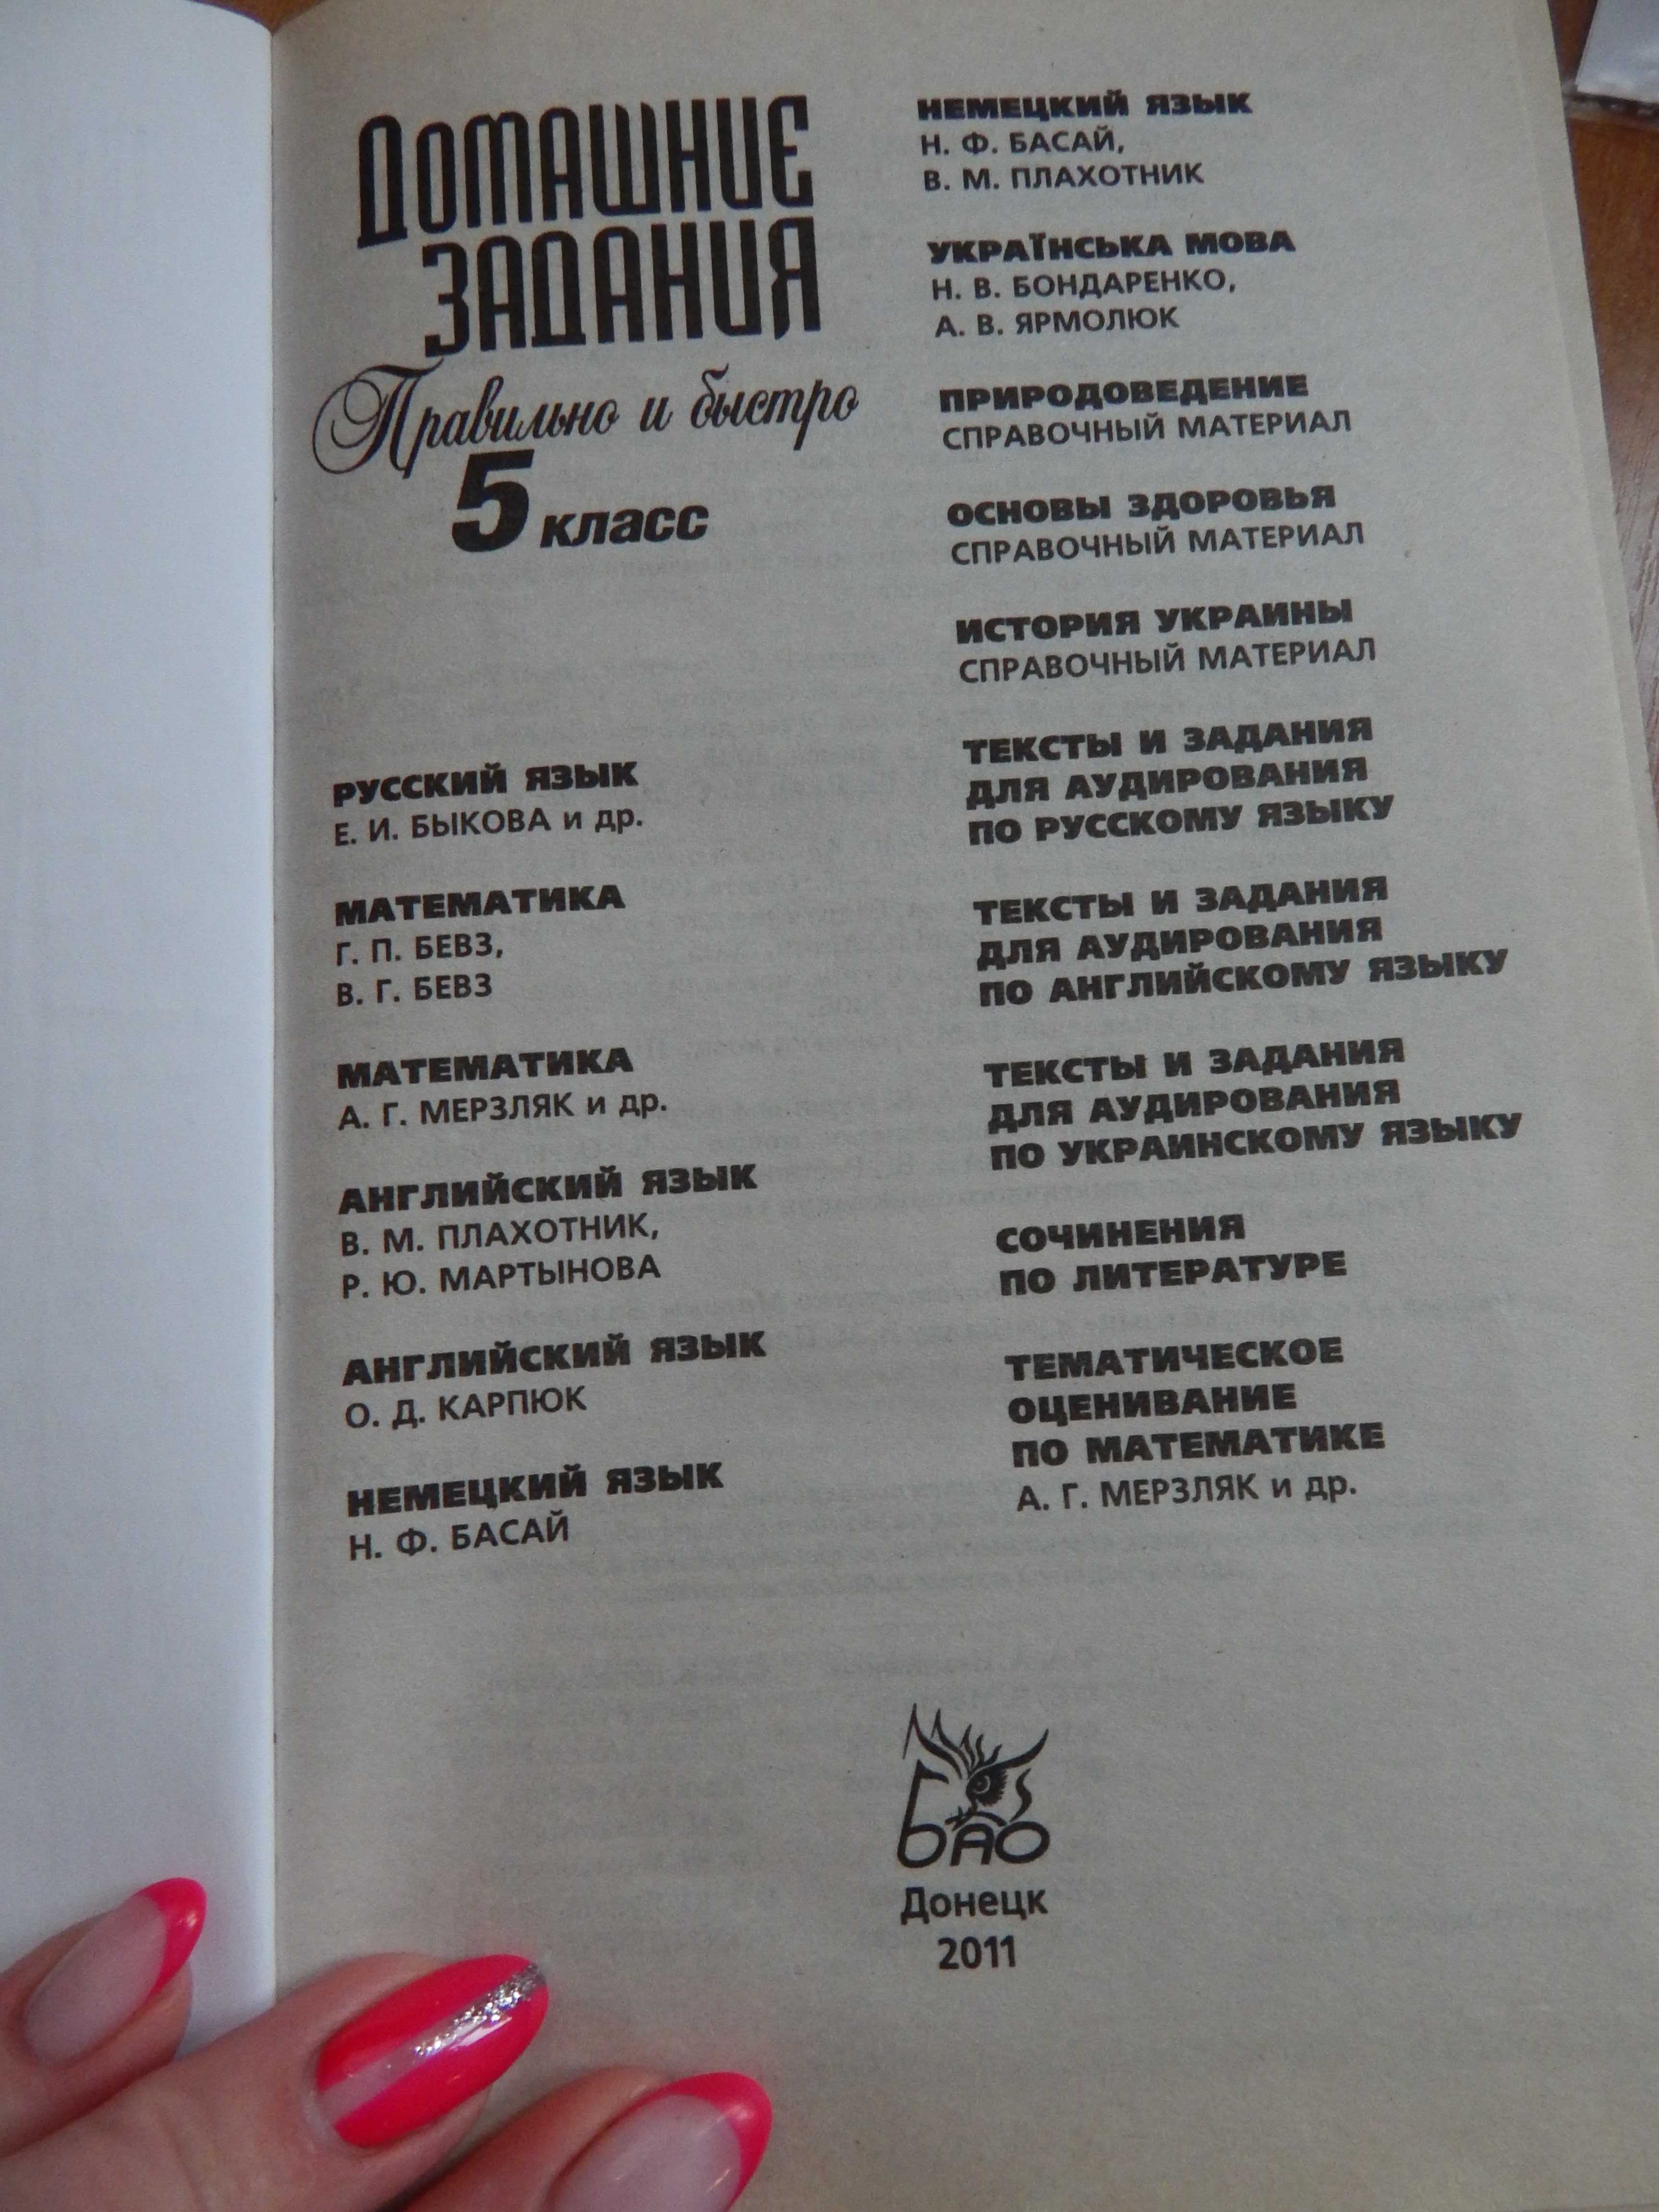 ДОМАШНИЕ
ЗАДАНИЯ
Правильно и быстро
5 класс
РУССКИЙ ЯЗЫК
Е. И. БЫКОВА и др.
МАТЕМАТИКА
Г. П. БЕВЗ,
В. Г. БЕВЗ
МАТЕМАТИКА
А. Г. МЕРЗЛЯК и др.
АНГЛИЙСКИЙ ЯЗЫК
В. М. ПЛАХОТНИК,
Р. Ю. МАРТЫНОВА
АНГЛИЙСКИЙ ЯЗЫК
О. Д. КАРПЮК
НЕМЕЦКИЙ ЯЗЫК
Н. Ф. БАСАЙ
НЕМЕЦКИЙ ЯЗЫК
Н. Ф. БАСАЙ,
В. М. ПЛАХОТНИК
УКРАЇНСЬКА МОВА
Н. В. БОНДАРЕНКО,
А. В. ЯРМОЛЮК
ПРИРОДОВЕДЕНИЕ
СПРАВОЧНЫЙ МАТЕРИАЛ
ОСНОВЫ ЗДОРОВЬЯ
СПРАВОЧНЫЙ МАТЕРИАЛ
ИСТОРИЯ УКРАИНЫ
СПРАВОЧНЫЙ МАТЕРИАЛ
ТЕКСТЫ И ЗАДАНИЯ
ДЛЯ АУДИРОВАНИЯ
ПО РУССКОМУ ЯЗЫКУ
ТЕКСТЫ И ЗАДАНИЯ
ДЛЯ АУДИРОВАНИЯ
ПО АНГЛИЙСКОМУ ЯЗЫКУ
ТЕКСТЫ И ЗАДАНИЯ
ДЛЯ АУДИРОВАНИЯ
ПО УКРАИНСКОМУ ЯЗЫКУ
СОЧИНЕНИЯ
ПО ЛИТЕРАТУРЕ
ТЕМАТИЧЕСКОЕ
ОЦЕНИВАНИЕ
ПО МАТЕМАТИКЕ
А. Г. МЕРЗЛЯК и др.
БАО
Донецк
2011